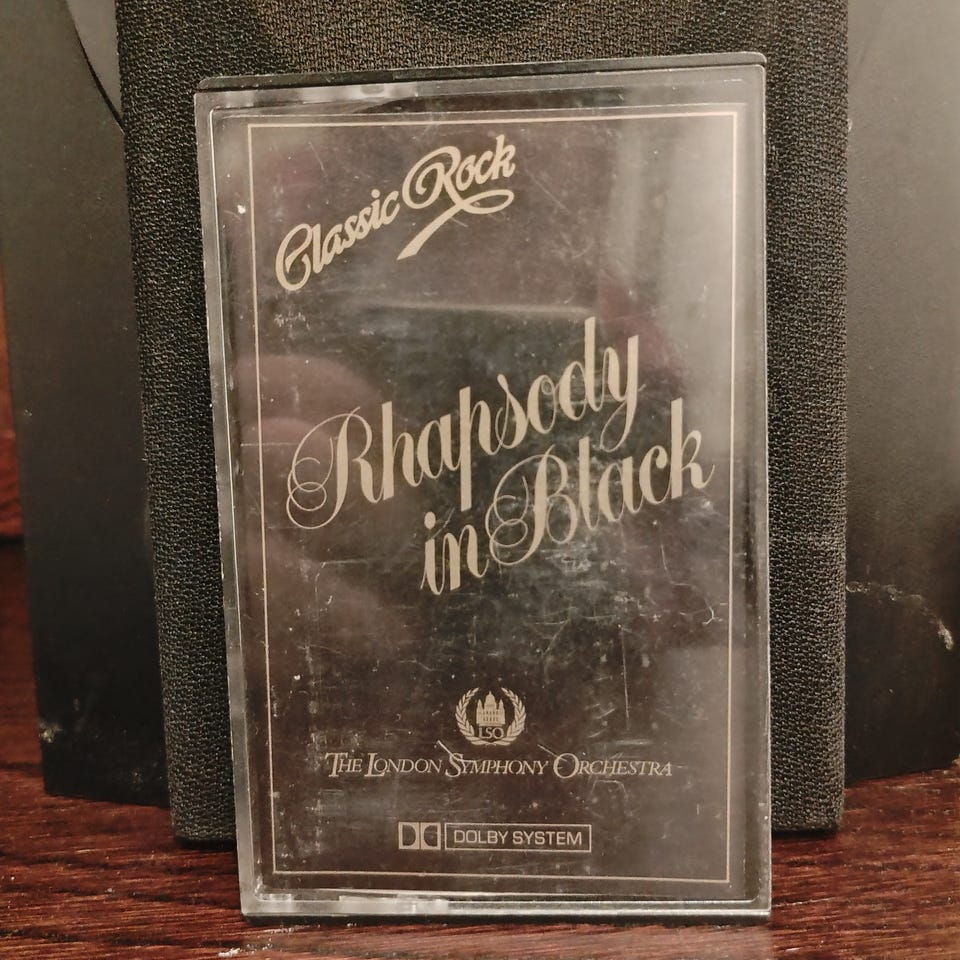 Classic Rock
Rhapsody
in Black
LSO
THE LONDON SYMPHONY ORCHESTRA
DOLBY SYSTEM